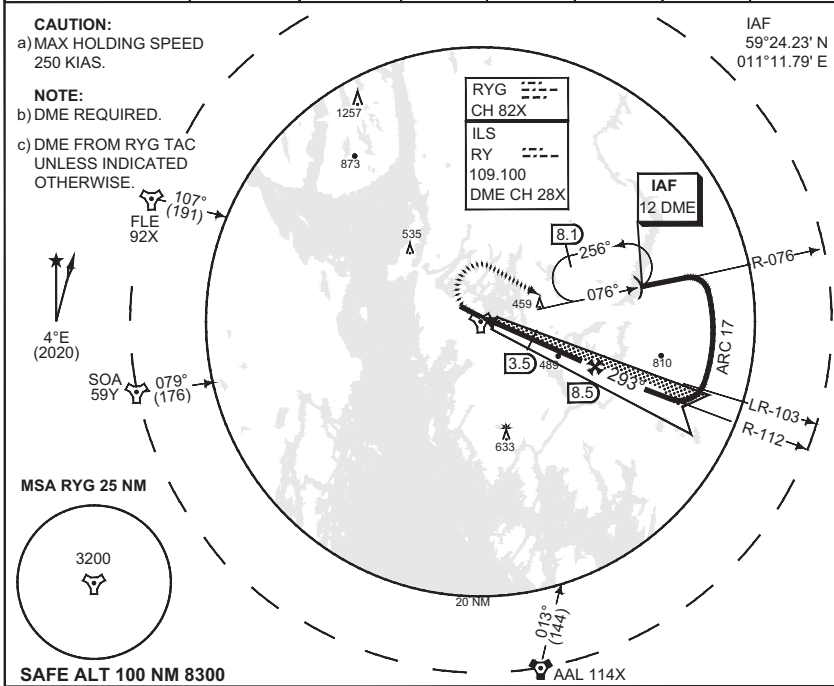 CAUTION:
a) MAX HOLDING SPEED
250 KIAS.
NOTE:
b) DME REQUIRED.
c) DME FROM RYG TAC
UNLESS INDICATED
OTHERWISE.
IAF
59°24.23' N
011°11.79' E
1257
873
RYG
CH 82X
ILS
RY
109.100
DME CH 28X
IAF
12 DME
107°
(191)
FLE
92X
535
8.1
256°
R-076
076°
459
4°E
(2020)
ARC 17
3.5
489
810
293°
8.5
SOA
59Y
079°
(176)
LR-103
R-112
633
MSA RYG 25 NM
3200
20 NM
013°
(144)
AAL 114X
SAFE ALT 100 NM 8300